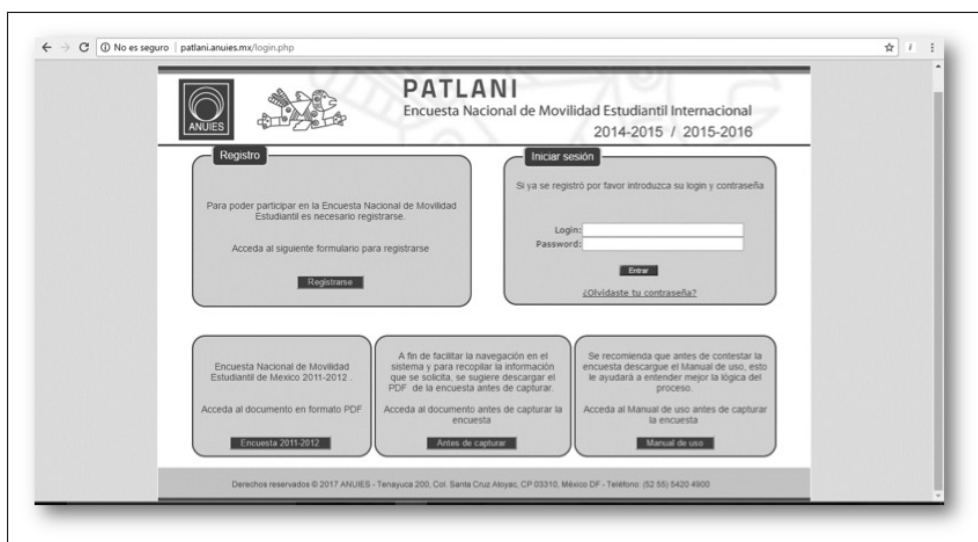 No es seguro | patlani.anuies.mx/login.php
ANUIES
PATLANI
Encuesta Nacional de Movilidad Estudiantil Internacional
2014-2015 / 2015-2016
Registro
Para poder participar en la Encuesta Nacional de Movilidad
Estudiantil es necesario registrarse.
Acceda al siguiente formulario para registrarse
Registrarse
Iniciar sesión
Si ya se registró por favor introduzca su login y contraseña
Login:
Password:
Entrar
¿Olvidaste tu contraseña?
Encuesta Nacional de Movilidad
Estudiantil de Mexico 2011-2012 .
Acceda al documento en formato PDF
Encuesta 2011-2012
A fin de facilitar la navegación en el
sistema y para recopilar la información
que se solicita, se sugiere descargar el
PDF de la encuesta antes de capturar.
Acceda al documento antes de capturar la
encuesta
Antes de capturar
Se recomienda que antes de contestar la
encuesta descargue el Manual de uso, esto
le ayudará a entender mejor la lógica del
proceso.
Acceda al Manual de uso antes de capturar
la encuesta
Manual de uso
Derechos reservados © 2017 ANUIES - Tenayuca 200, Col. Santa Cruz Atoyac, CP 03310, México DF - Teléfono: (52 55) 5420 4900